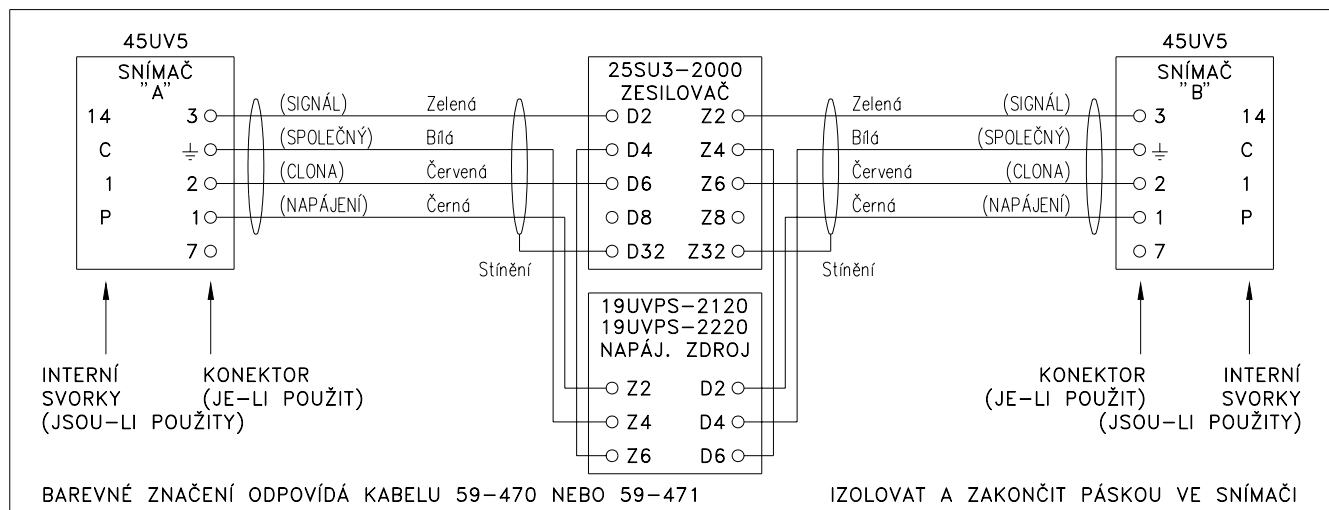 45UV5
SNÍMAČ
"A"
14 3
C
1 2
P 1
7
(SIGNÁL) Zelená
(SPOLEČNÝ) Bílá
(CLONA) Červená
(NAPÁJENÍ) Černá
Stínění
INTERNÍ
SVORKY
(JSOU-LI POUŽITY)
KONEKTOR
(JE-LI POUŽIT)
25SU3-2000
ZESILOVAČ
D2 Z2
D4 Z4
D6 Z6
D8 Z8
D32 Z32
19UVPS-2120
19UVPS-2220
NAPÁJ. ZDROJ
Z2 D2
Z4 D4
Z6 D6
Zelená (SIGNÁL)
Bílá (SPOLEČNÝ)
Červená (CLONA)
Černá (NAPÁJENÍ)
Stínění
45UV5
SNÍMAČ
"B"
3 14
C
2 1
1 P
7
KONEKTOR
(JE-LI POUŽIT)
INTERNÍ
SVORKY
(JSOU-LI POUŽITY)
BAREVNÉ ZNAČENÍ ODPOVÍDÁ KABELU 59-470 NEBO 59-471
IZOLOVAT A ZAKONČIT PÁSKOU VE SNÍMAČI